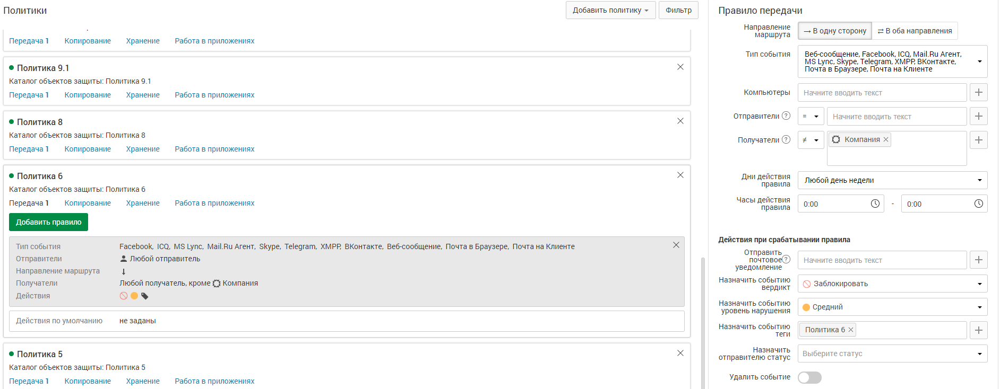 Политики
Добавить политику
Фильтр
Передача 1 Копирование Хранение Работа в приложениях
Политика 9.1
Каталог объектов защиты: Политика 9.1
Передача 1 Копирование Хранение Работа в приложениях
Политика 8
Каталог объектов защиты: Политика 8
Передача 1 Копирование Хранение Работа в приложениях
Политика 6
Каталог объектов защиты: Политика 6
Передача 1 Копирование Хранение Работа в приложениях
Добавить правило
Тип события Facebook, ICQ, MS Lync, Mail.Ru Агент, Skype, Telegram, XMPP, ВКонтакте, Веб-сообщение, Почта в Браузере, Почта на Клиенте
Отправители Любой отправитель
Направление маршрута
Получатели Любой получатель, кроме Компания
Действия
Действия по умолчанию не заданы
Политика 5
Каталог объектов защиты: Политика 5
Передача 1 Копирование Хранение Работа в приложениях
Правило передачи
Направление
маршрута
→ В одну сторону ⇄ В оба направления
Тип события
Веб-сообщение, Facebook, ICQ, Mail.Ru Агент,
MS Lync, Skype, Telegram, XMPP, ВКонтакте,
Почта в Браузере, Почта на Клиенте
Компьютеры Начните вводить текст
Отправители ? = Начните вводить текст
Получатели ? ≠ Компания
Дни действия
правила
Любой день недели
Часы действия
правила
0:00 - 0:00
Действия при срабатывании правила
Отправить
почтовое ?
уведомление
Начните вводить текст
Назначить событию
вердикт
Заблокировать
Назначить событию
уровень нарушения
Средний
Назначить событию
теги
Политика 6
Назначить
отправителю статус
Выберите статус
Удалить событие